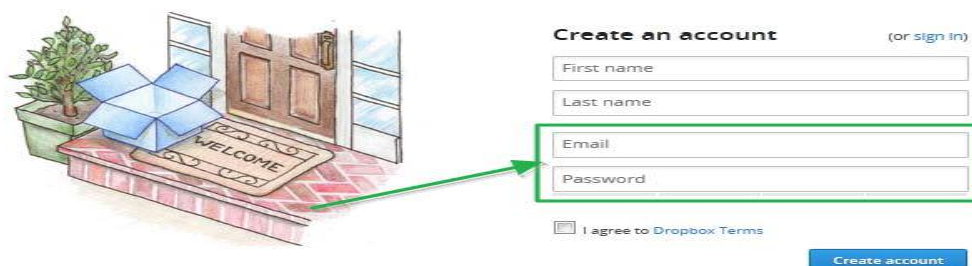 WELCOME
Create an account (or sign in)
First name
Last name
Email
Password
I agree to Dropbox Terms
Create account